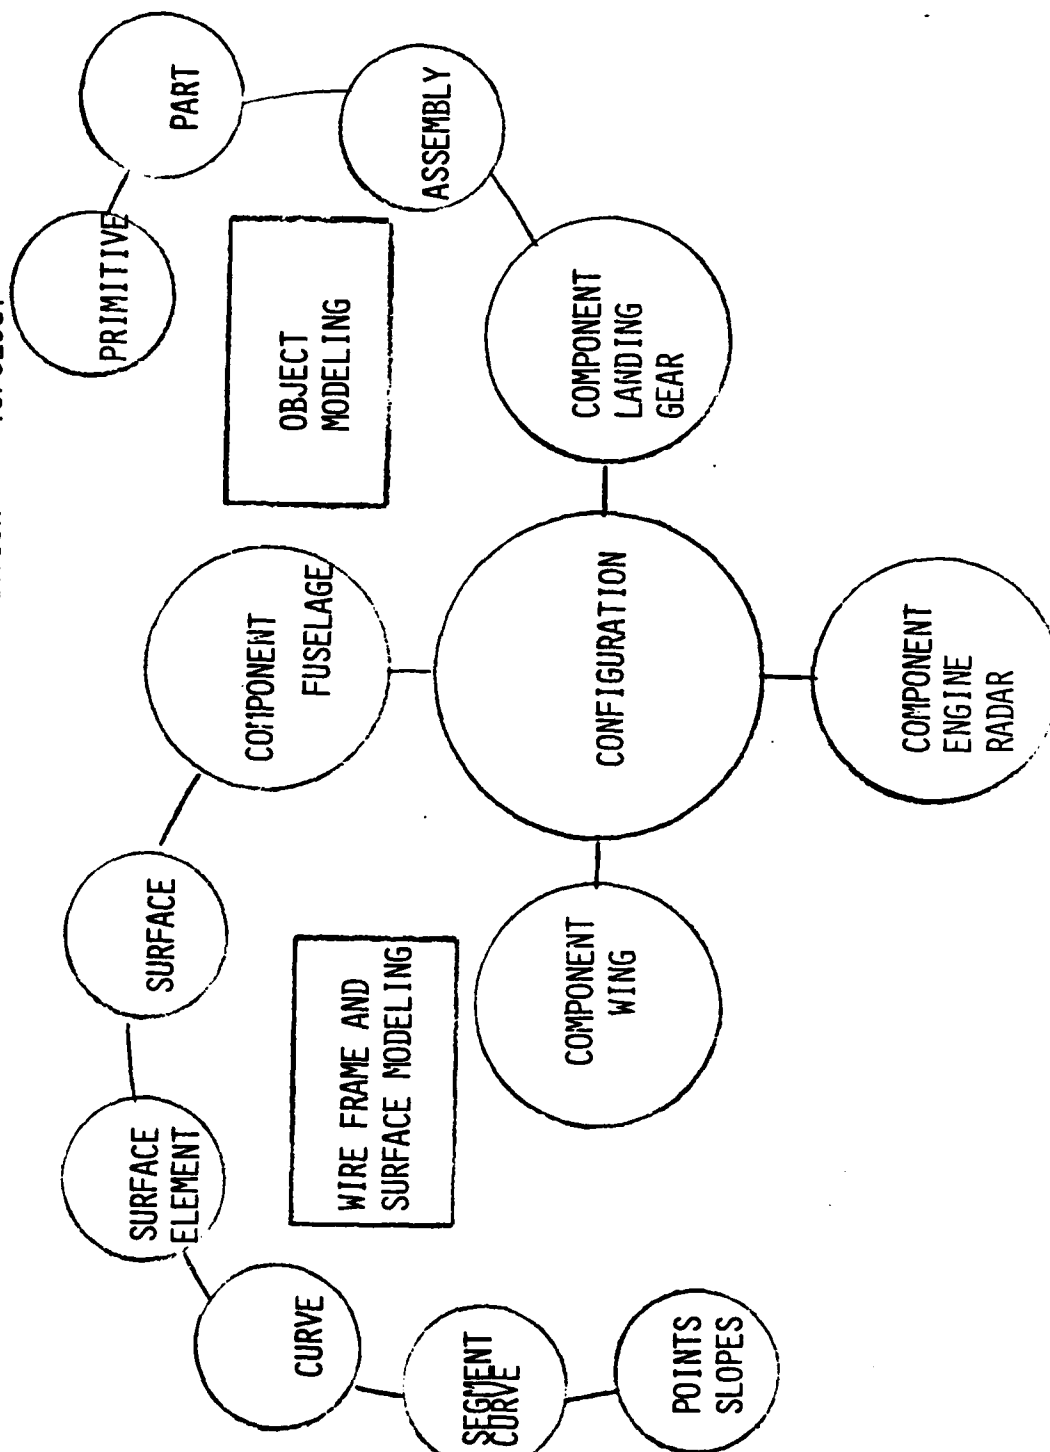 PRIMITIVE
PART
ASSEMBLY
OBJECT
MODELING
COMPONENT
LANDING
GEAR
COMPONENT
FUSELAGE
SURFACE
SURFACE
ELEMENT
CURVE
SEGMENT
CURVE
POINTS
SLOPES
WIRE FRAME AND
SURFACE MODELING
CONFIGURATION
COMPONENT
WING
COMPONENT
ENGINE
RADAR